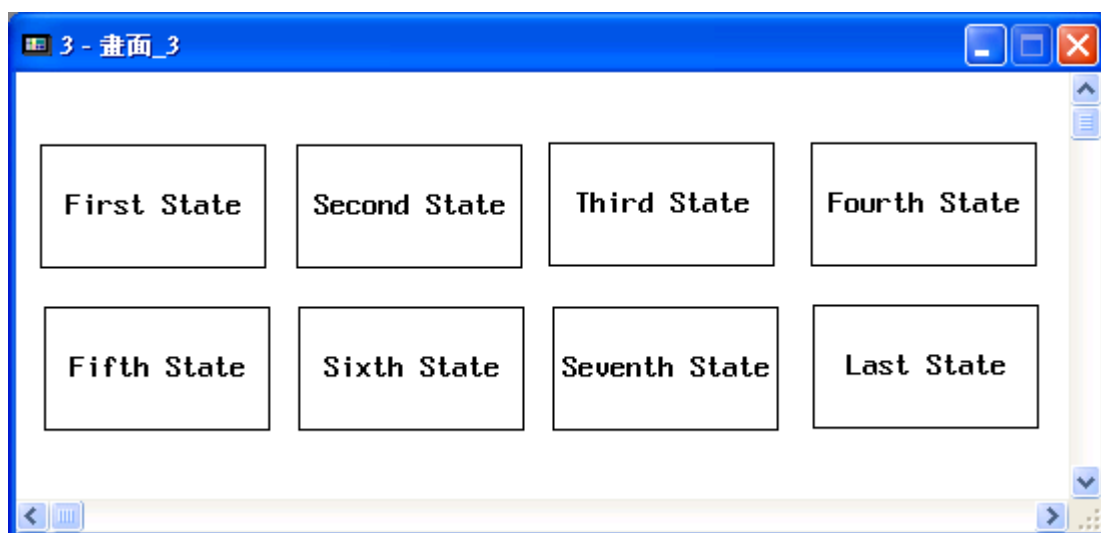 3 - 畫面_3
First State
Second State
Third State
Fourth State
Fifth State
Sixth State
Seventh State
Last State